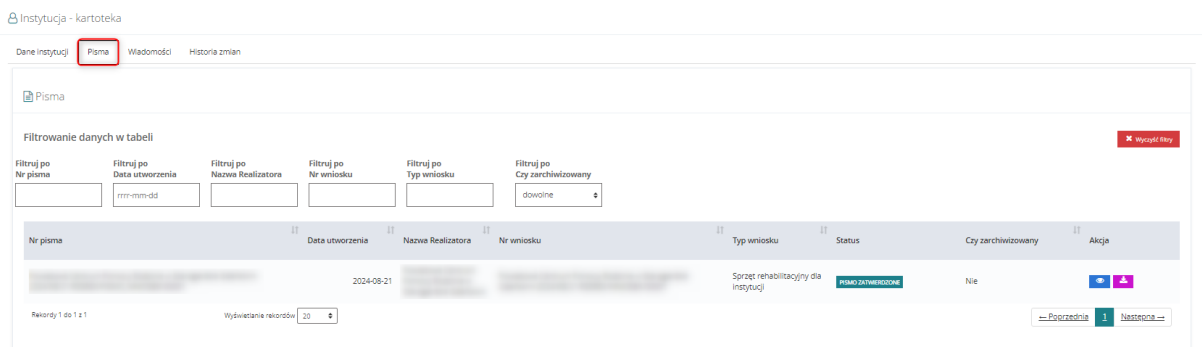 Instytucja - kartoteka
Dane instytucji Pisma Wiadomości Historia zmian
Pisma
Filtrowanie danych w tabeli
Wyczyść filtry
Filtruj po Nr pisma
Filtruj po Data utworzenia
Filtruj po Nazwa Realizatora
Filtruj po Nr wniosku
Filtruj po Typ wniosku
Filtruj po Czy zarchiwizowany
rrrr-mm-dd
dowolne
Nr pisma Data utworzenia Nazwa Realizatora Nr wniosku Typ wniosku Status Czy zarchiwizowany Akcja
2024-08-21 Sprzęt rehabilitacyjny dla instytucji PISMO ZATWIERDZONE Nie
Rekordy 1 do 1 z 1 Wyświetlanie rekordów 20 ← Poprzednia 1 Następna →